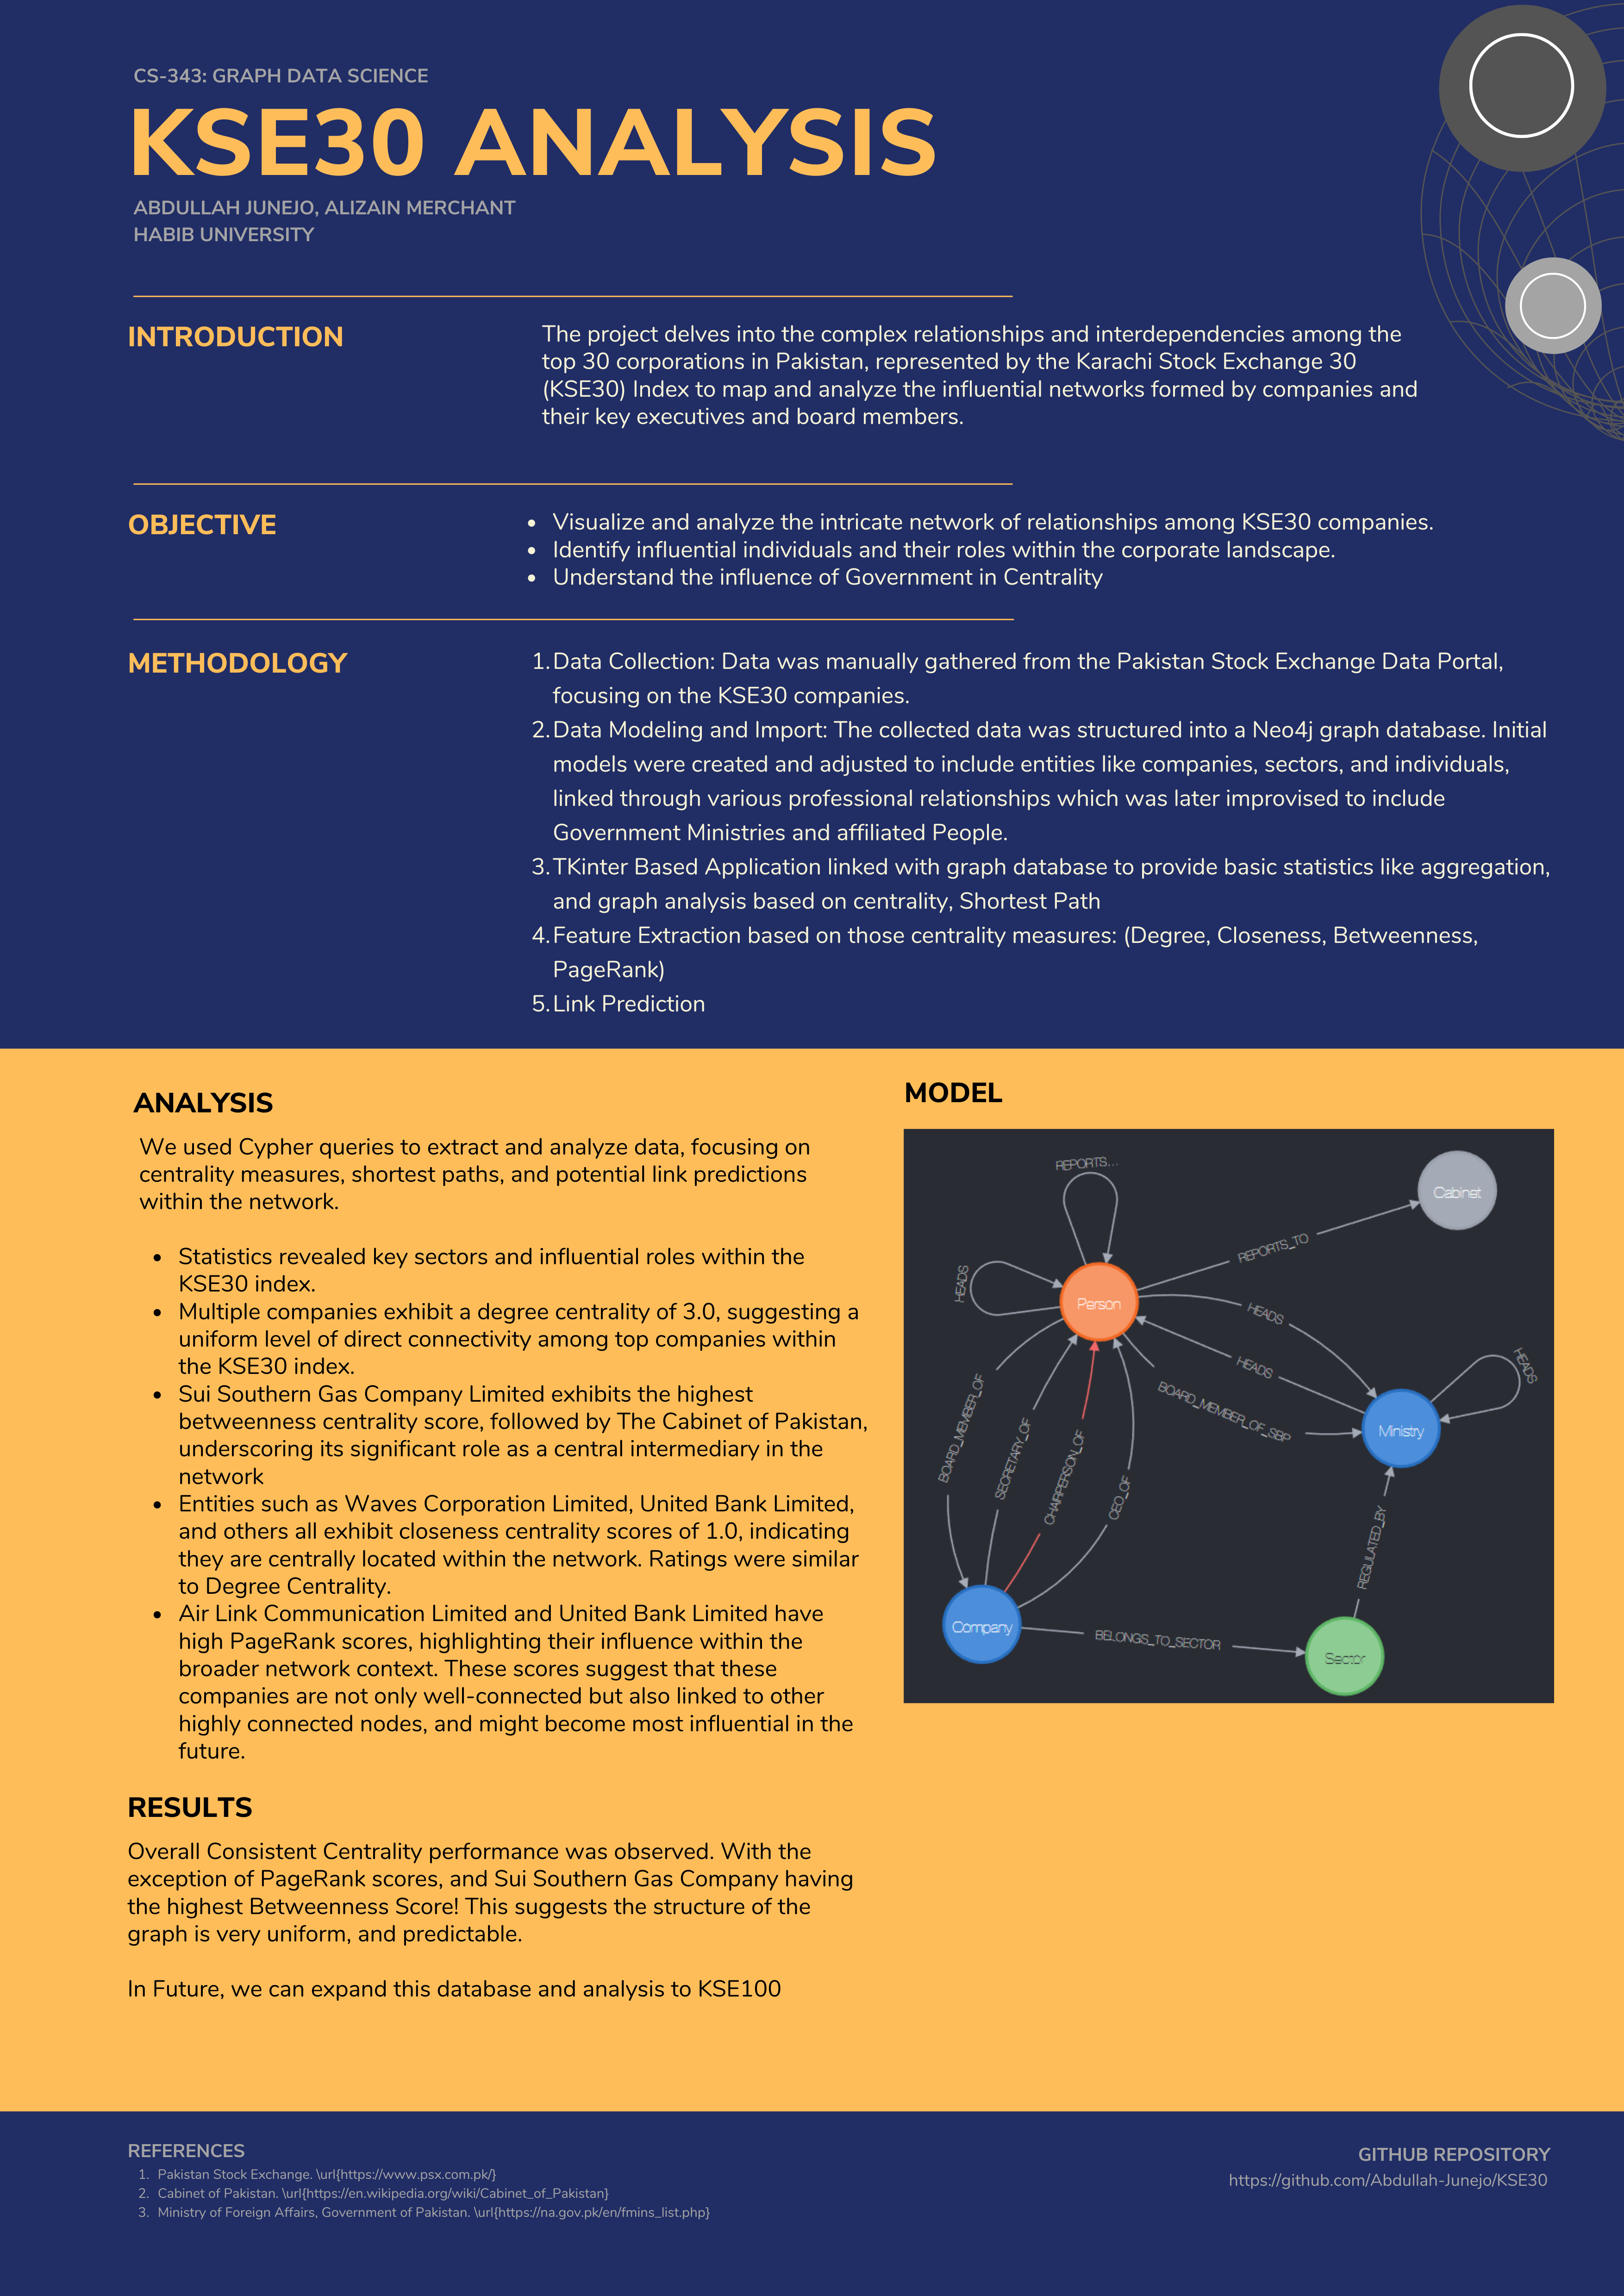 CS-343: GRAPH DATA SCIENCE
KSE30 ANALYSIS
ABDULLAH JUNEJO, ALIZAIN MERCHANT
HABIB UNIVERSITY
INTRODUCTION
The project delves into the complex relationships and interdependencies among the
top 30 corporations in Pakistan, represented by the Karachi Stock Exchange 30
(KSE30) Index to map and analyze the influential networks formed by companies and
their key executives and board members.
OBJECTIVE
• Visualize and analyze the intricate network of relationships among KSE30 companies.
• Identify influential individuals and their roles within the corporate landscape.
• Understand the influence of Government in Centrality
METHODOLOGY
1. Data Collection: Data was manually gathered from the Pakistan Stock Exchange Data Portal,
focusing on the KSE30 companies.
2. Data Modeling and Import: The collected data was structured into a Neo4j graph database. Initial
models were created and adjusted to include entities like companies, sectors, and individuals,
linked through various professional relationships which was later improvised to include
Government Ministries and affiliated People.
3. TKinter Based Application linked with graph database to provide basic statistics like aggregation,
and graph analysis based on centrality, Shortest Path
4. Feature Extraction based on those centrality measures: (Degree, Closeness, Betweenness,
PageRank)
5. Link Prediction
ANALYSIS
We used Cypher queries to extract and analyze data, focusing on
centrality measures, shortest paths, and potential link predictions
within the network.
• Statistics revealed key sectors and influential roles within the
KSE30 index.
• Multiple companies exhibit a degree centrality of 3.0, suggesting a
uniform level of direct connectivity among top companies within
the KSE30 index.
• Sui Southern Gas Company Limited exhibits the highest
betweenness centrality score, followed by The Cabinet of Pakistan,
underscoring its significant role as a central intermediary in the
network
• Entities such as Waves Corporation Limited, United Bank Limited,
and others all exhibit closeness centrality scores of 1.0, indicating
they are centrally located within the network. Ratings were similar
to Degree Centrality.
• Air Link Communication Limited and United Bank Limited have
high PageRank scores, highlighting their influence within the
broader network context. These scores suggest that these
companies are not only well-connected but also linked to other
highly connected nodes, and might become most influential in the
future.
RESULTS
Overall Consistent Centrality performance was observed. With the
exception of PageRank scores, and Sui Southern Gas Company having
the highest Betweenness Score! This suggests the structure of the
graph is very uniform, and predictable.
In Future, we can expand this database and analysis to KSE100
MODEL
REPORTS...
Cabinet
REPORTS_TO
HEADS
Person
HEADS
HEADS
HEADS
BOARD_MEMBER_OF_SBP
Ministry
BOARD_MEMBER_OF
SECRETARY_OF
CHAIRPERSON_OF
CEO_OF
REGULATED_BY
Company
BELONGS_TO_SECTOR
Sector
REFERENCES
1. Pakistan Stock Exchange. \url{https://www.psx.com.pk/}
2. Cabinet of Pakistan. \url{https://en.wikipedia.org/wiki/Cabinet_of_Pakistan}
3. Ministry of Foreign Affairs, Government of Pakistan. \url{https://na.gov.pk/en/fmins_list.php}
GITHUB REPOSITORY
https://github.com/Abdullah-Junejo/KSE30